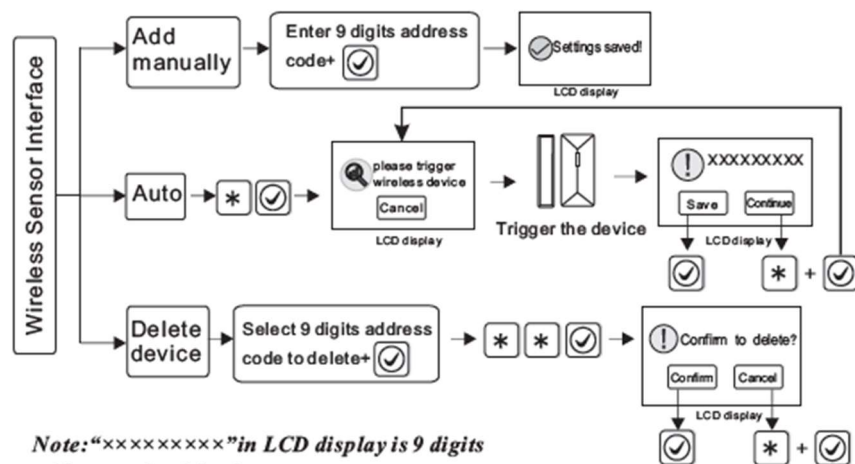 Wireless Sensor Interface
Add
manually
Enter 9 digits address
code+
Settings saved!
LCD display
Auto
*
please trigger
wireless device
Cancel
LCD display
Trigger the device
! XXXXXXXXX
Save Continue
LCD display
* +
Delete
device
Select 9 digits address
code to delete+
* *
! Confirm to delete?
Confirm Cancel
LCD display
* +
Note:“×××××××××”in LCD display is 9 digits